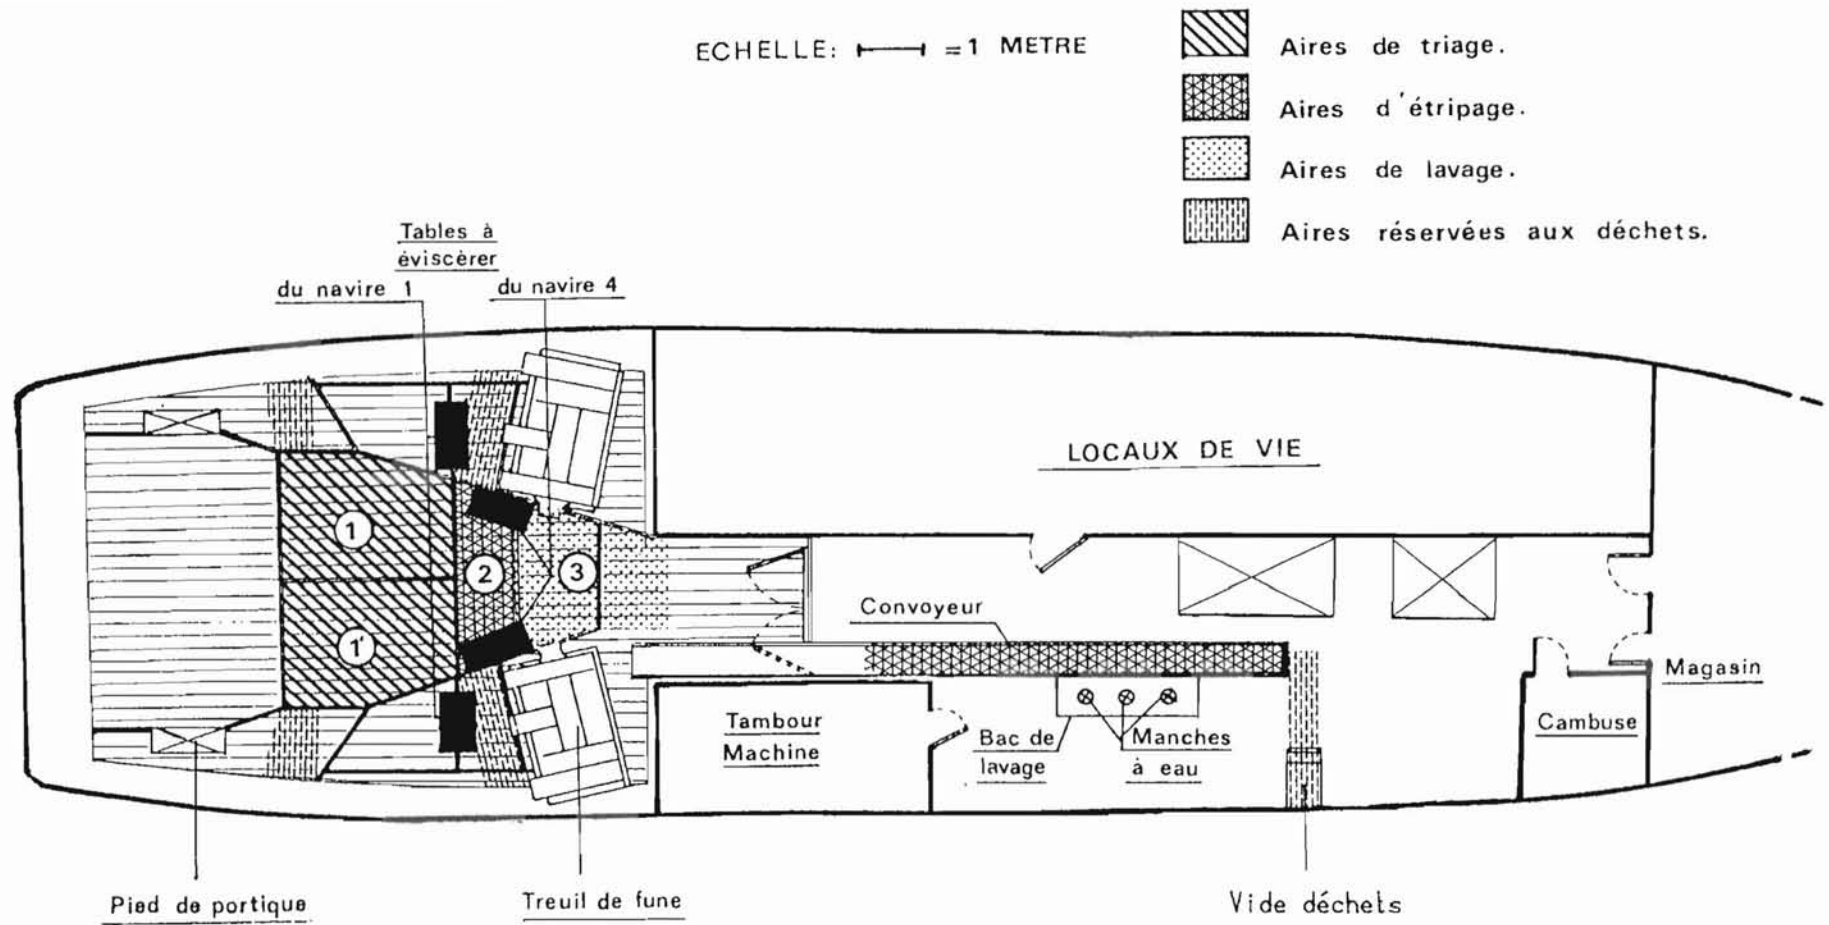 ECHELLE: = 1 METRE
Aires de triage.
Aires d'étripage.
Aires de lavage.
Aires réservées aux déchets.
Tables à
éviscèrer
du navire 1
du navire 4
LOCAUX DE VIE
1
2
3
1'
Convoyeur
Magasin
Tambour
Machine
Bac de
lavage
Manches
à eau
Cambuse
Pied de portique
Treuil de fune
Vide déchets